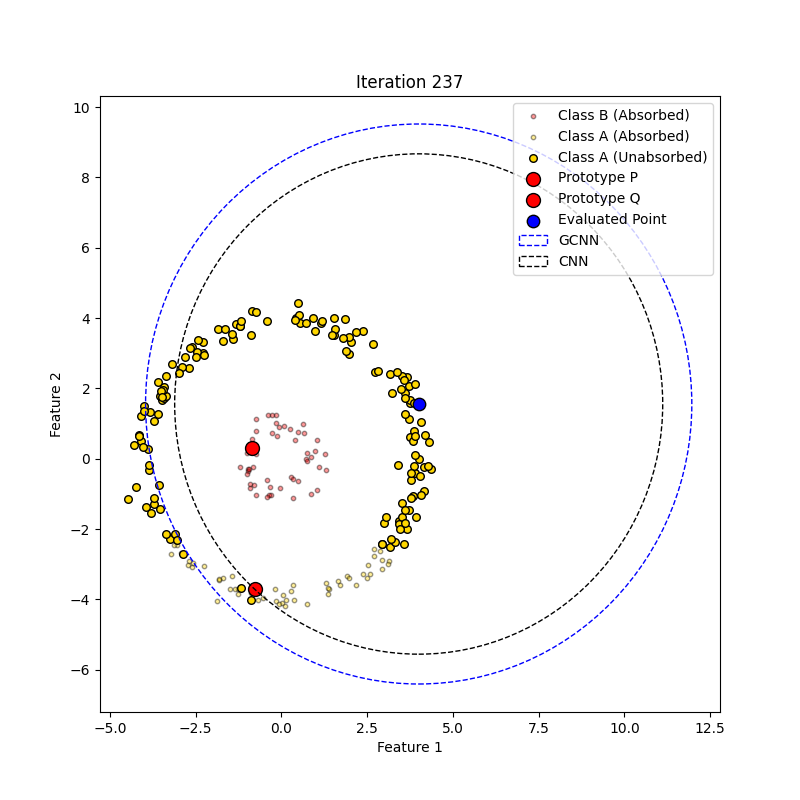 Iteration 237
10
8
6
4
2
0
−2
−4
−6
Feature 2
Class B (Absorbed)
Class A (Absorbed)
Class A (Unabsorbed)
Prototype P
Prototype Q
Evaluated Point
GCNN
CNN
−5.0 −2.5 0.0 2.5 5.0 7.5 10.0 12.5
Feature 1